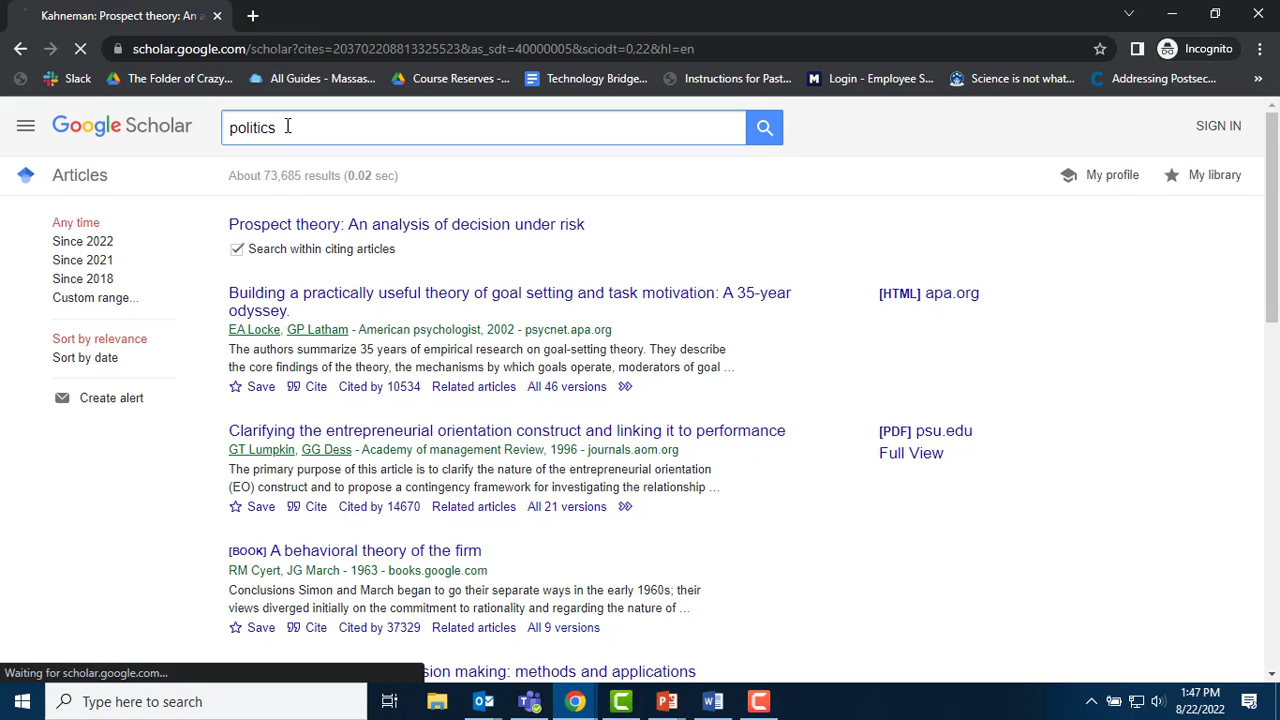 Kahneman: Prospect theory: An a
scholar.google.com/scholar?cites=203702208813325523&as_sdt=40000005&sciodt=0,22&hl=en
Incognito
Slack
The Folder of Crazy...
All Guides - Massas...
Course Reserves -...
Technology Bridge...
Instructions for Past...
Login - Employee S...
Science is not what...
Addressing Postsec...
Google Scholar
politics
SIGN IN
Articles
About 73,685 results (0.02 sec)
My profile
My library
Any time
Since 2022
Since 2021
Since 2018
Custom range...
Sort by relevance
Sort by date
Create alert
Prospect theory: An analysis of decision under risk
Search within citing articles
Building a practically useful theory of goal setting and task motivation: A 35-year
odyssey.
[HTML] apa.org
EA Locke, GP Latham - American psychologist, 2002 - psycnet.apa.org
The authors summarize 35 years of empirical research on goal-setting theory. They describe
the core findings of the theory, the mechanisms by which goals operate, moderators of goal ...
Save Cite Cited by 10534 Related articles All 46 versions
Clarifying the entrepreneurial orientation construct and linking it to performance
[PDF] psu.edu
Full View
GT Lumpkin, GG Dess - Academy of management Review, 1996 - journals.aom.org
The primary purpose of this article is to clarify the nature of the entrepreneurial orientation
(EO) construct and to propose a contingency framework for investigating the relationship ...
Save Cite Cited by 14670 Related articles All 21 versions
[BOOK] A behavioral theory of the firm
RM Cyert, JG March - 1963 - books.google.com
Conclusions Simon and March began to go their separate ways in the early 1960s; their
views diverged initially on the commitment to rationality and regarding the nature of ...
Save Cite Cited by 37329 Related articles All 9 versions
sion making: methods and applications
Waiting for scholar.google.com...
Type here to search
1:47 PM
8/22/2022